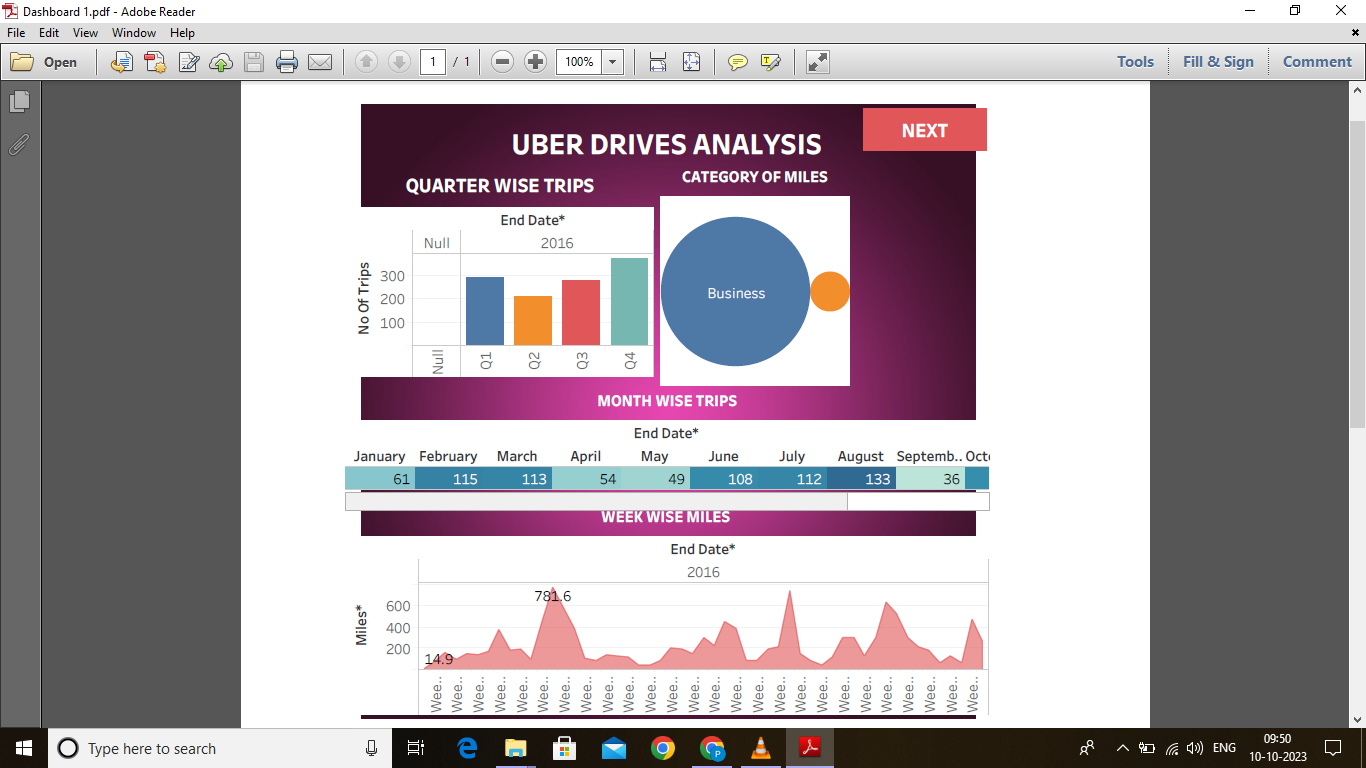 Dashboard 1.pdf - Adobe Reader
File Edit View Window Help
Open 1 / 1 100% Tools Fill & Sign Comment
NEXT
UBER DRIVES ANALYSIS
CATEGORY OF MILES
QUARTER WISE TRIPS
End Date*
Null 2016
No Of Trips
300
200
100
Null Q1 Q2 Q3 Q4
Business
MONTH WISE TRIPS
End Date*
January February March April May June July August Septemb.. Octo
61 115 113 54 49 108 112 133 36
WEEK WISE MILES
End Date*
2016
Miles*
600
400
200
781.6
14.9
Wee.. Wee.. Wee.. Wee.. Wee.. Wee.. Wee.. Wee.. Wee.. Wee.. Wee.. Wee.. Wee.. Wee.. Wee.. Wee.. Wee.. Wee.. Wee.. Wee.. Wee.. Wee.. Wee.. Wee.. Wee.. Wee..
Type here to search
P
ENG
09:50
10-10-2023